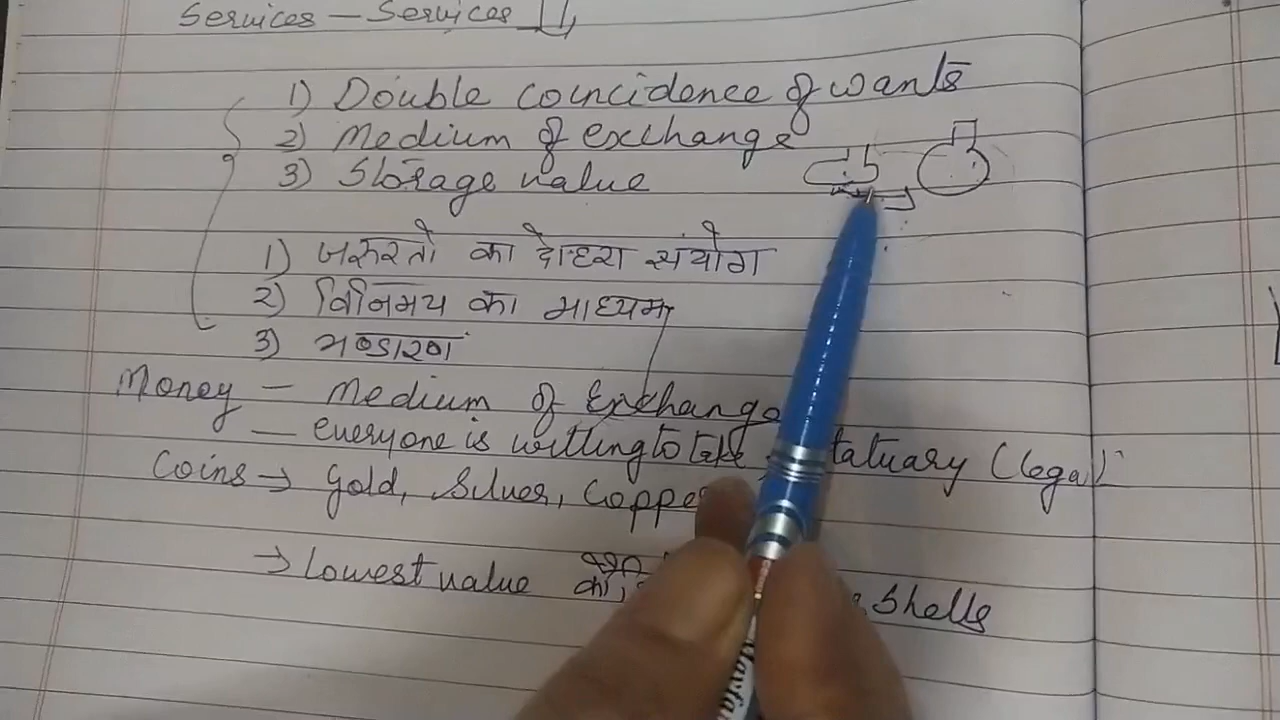 Services – Services
1) Double coincidence of wants
2) Medium of exchange
3) Storage value
1) जरुरतो का दोहरा संयोग
2) विनिमय का माध्यम
3) भण्डारण
Money – Medium of Exchange
– everyone is willing to take tatuary (legal)
Coins → Gold, Silver, Copper
→ lowest value Shells